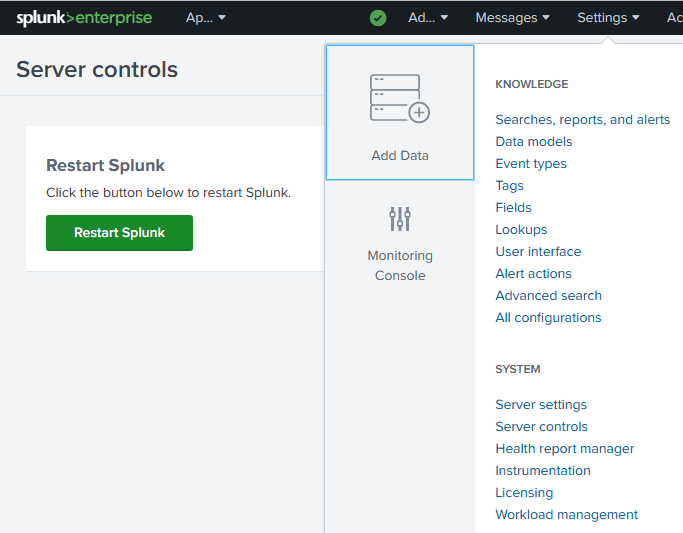 splunk>enterprise Ap... Ad... Messages Settings Ac
Server controls
Restart Splunk
Click the button below to restart Splunk.
Restart Splunk
Add Data
Monitoring
Console
KNOWLEDGE
Searches, reports, and alerts
Data models
Event types
Tags
Fields
Lookups
User interface
Alert actions
Advanced search
All configurations
SYSTEM
Server settings
Server controls
Health report manager
Instrumentation
Licensing
Workload management